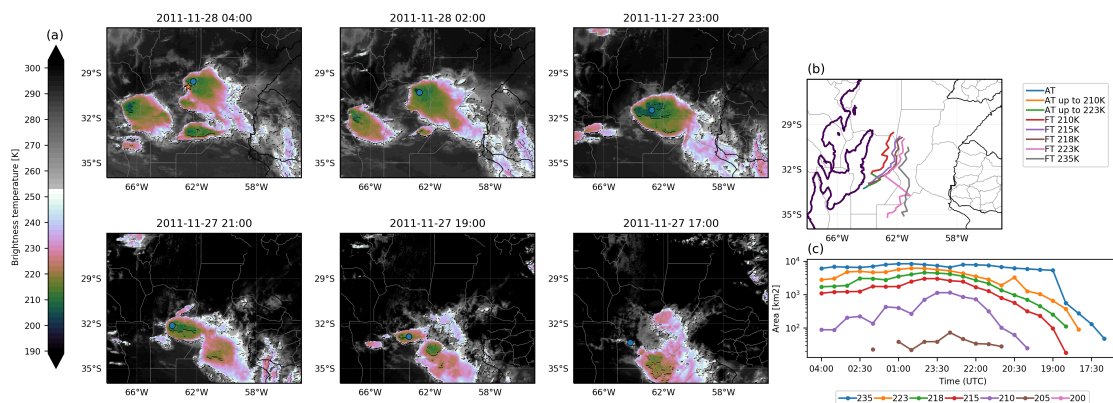 (a)
2011-11-28 04:00
2011-11-28 02:00
2011-11-27 23:00
Brightness temperature [K]
300
290
280
270
260
250
240
230
220
210
200
190
29°S
32°S
35°S
66°W
62°W
58°W
29°S
32°S
35°S
66°W
62°W
58°W
29°S
32°S
35°S
66°W
62°W
58°W
2011-11-27 21:00
2011-11-27 19:00
2011-11-27 17:00
29°S
32°S
35°S
66°W
62°W
58°W
29°S
32°S
35°S
66°W
62°W
58°W
29°S
32°S
35°S
66°W
62°W
58°W
(b)
29°S
32°S
35°S
66°W
62°W
58°W
AT
AT up to 210K
AT up to 223K
FT 210K
FT 215K
FT 218K
FT 223K
FT 235K
(c)
Area [km2]
10⁴
10³
10²
04:00
02:30
01:00
23:30
22:00
20:30
19:00
17:30
Time (UTC)
235
223
218
215
210
205
200